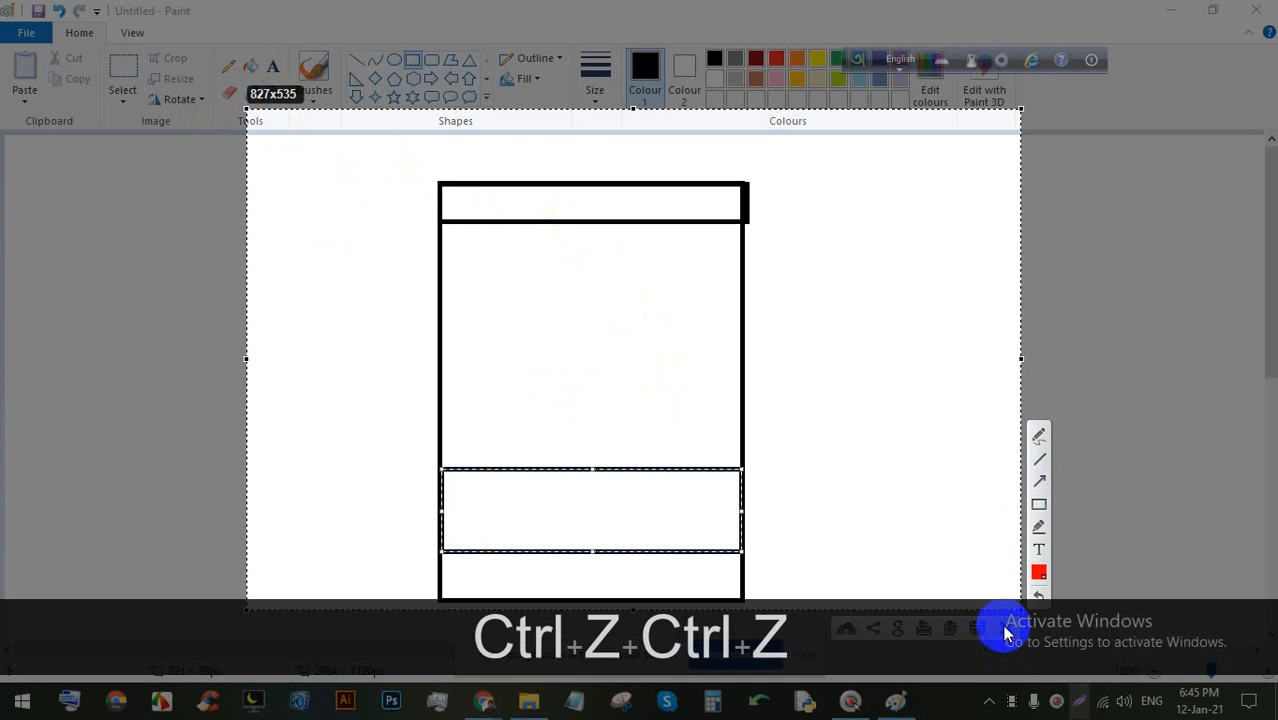 Untitled - Paint
File
Home
View
Paste
Cut
Copy
Clipboard
Select
Crop
Resize
Rotate
Image
Tools
827x535
rushes
Shapes
Outline
Fill
Size
Colour
1
Colour
2
Colours
Edit
colours
Edit with
Paint 3D
English
Ctrl+Z+Ctrl+Z
Activate Windows
Go to Settings to activate Windows.
100%
ENG
6:45 PM
12-Jan-21